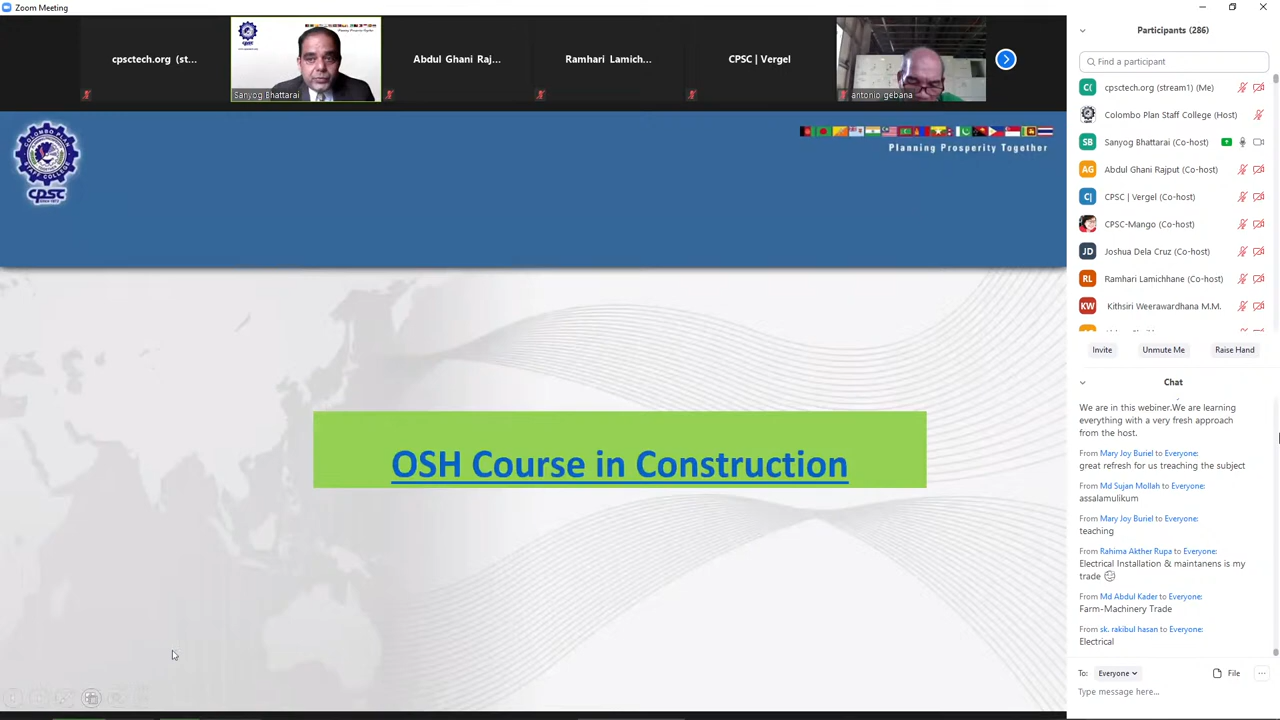 Zoom Meeting
cpsctech.org (st...
Sanyog Bhattarai
Abdul Ghani Raj...
Ramhari Lamich...
CPSC | Vergel
antonio gebana
CPSC
Planning Prosperity Together
OSH Course in Construction
Participants (286)
Find a participant
C( cpsctech.org (stream1) (Me)
Colombo Plan Staff College (Host)
SB Sanyog Bhattarai (Co-host)
AG Abdul Ghani Rajput (Co-host)
C| CPSC | Vergel (Co-host)
CPSC-Mango (Co-host)
JD Joshua Dela Cruz (Co-host)
RL Ramhari Lamichhane (Co-host)
KW Kithsiri Weerawardhana M.M.
Invite Unmute Me Raise Hand
Chat
We are in this webiner.We are learning
everything with a very fresh approach
from the host.
From Mary Joy Buriel to Everyone:
great refresh for us teaching the subject
From Md Sujan Mollah to Everyone:
assalamulikum
From Mary Joy Buriel to Everyone:
teaching
From Rahima Akther Rupa to Everyone:
Electrical Installation & maintanens is my
trade
From Md Abdul Kader to Everyone:
Farm-Machinery Trade
From sk. rakibul hasan to Everyone:
Electrical
To: Everyone File
Type message here...